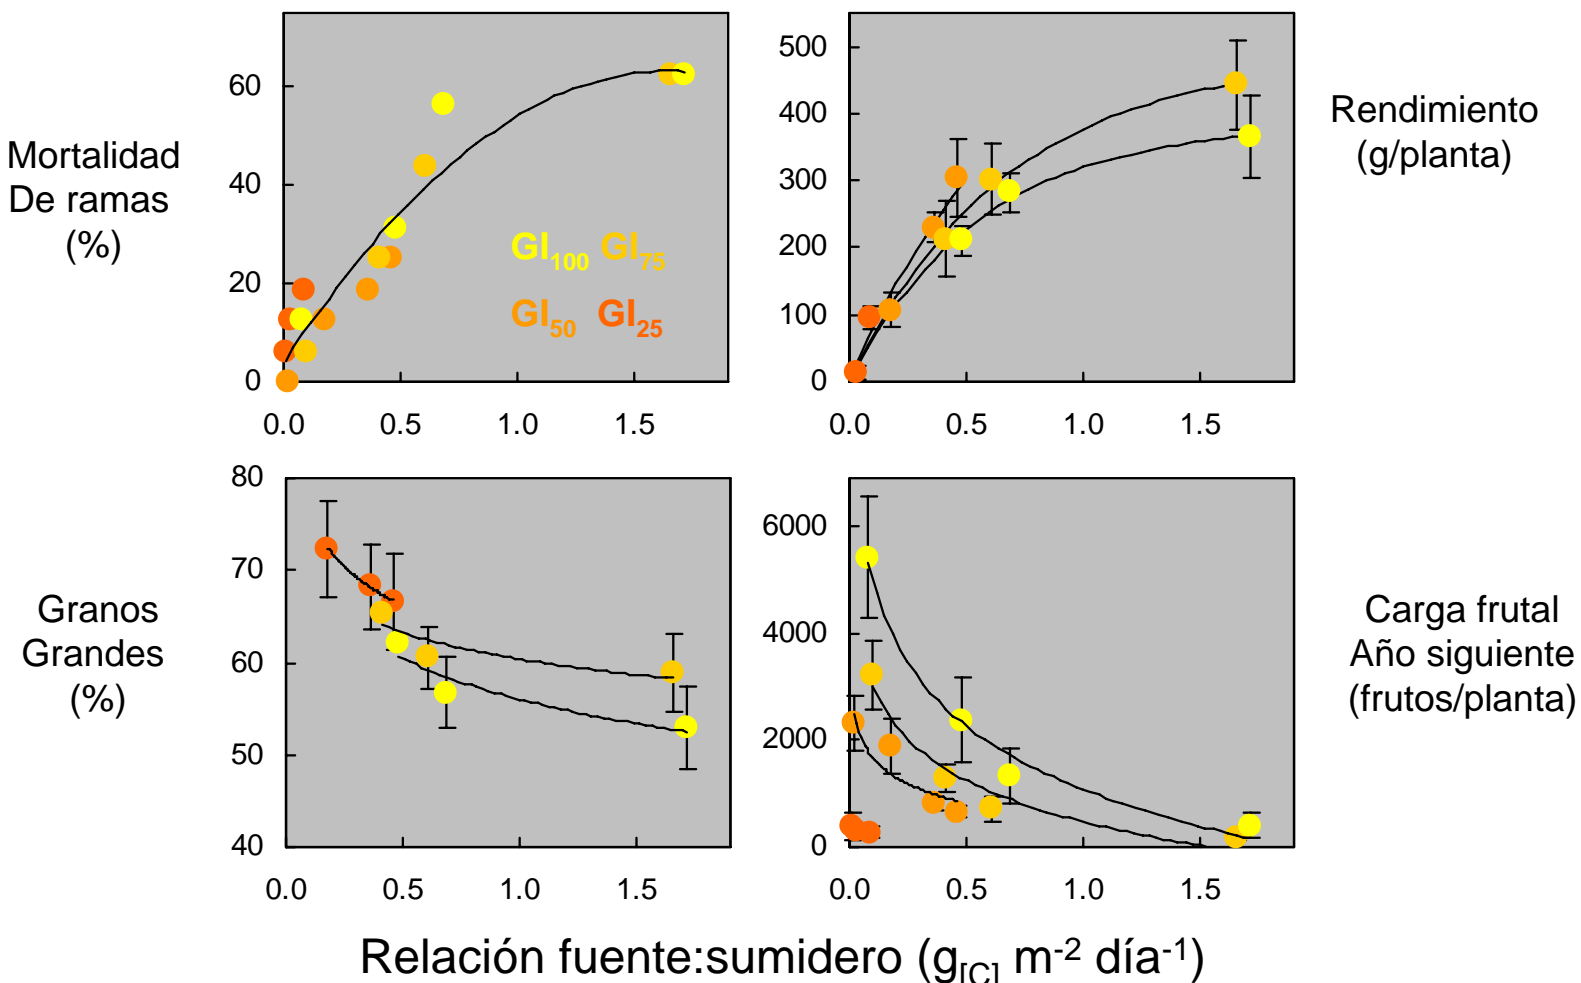 Mortalidad
De ramas
(%)
60
40
20
0
0.0 0.5 1.0 1.5
GI100 GI75
GI50 GI25
500
400
300
200
100
0
0.0 0.5 1.0 1.5
Rendimiento
(g/planta)
Granos
Grandes
(%)
80
70
60
50
40
0.0 0.5 1.0 1.5
6000
4000
2000
0
0.0 0.5 1.0 1.5
Carga frutal
Año siguiente
(frutos/planta)
Relación fuente:sumidero (g[C] m-2 día-1)